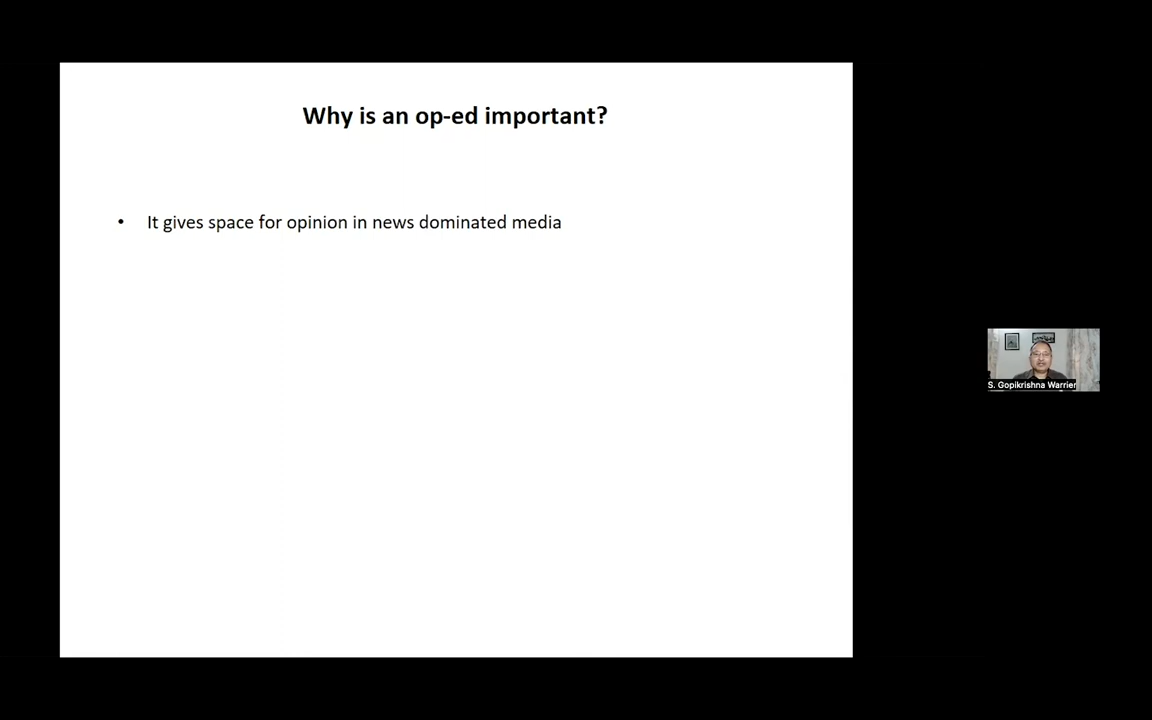 Why is an op-ed important?
• It gives space for opinion in news dominated media
S. Gopikrishna Warrier